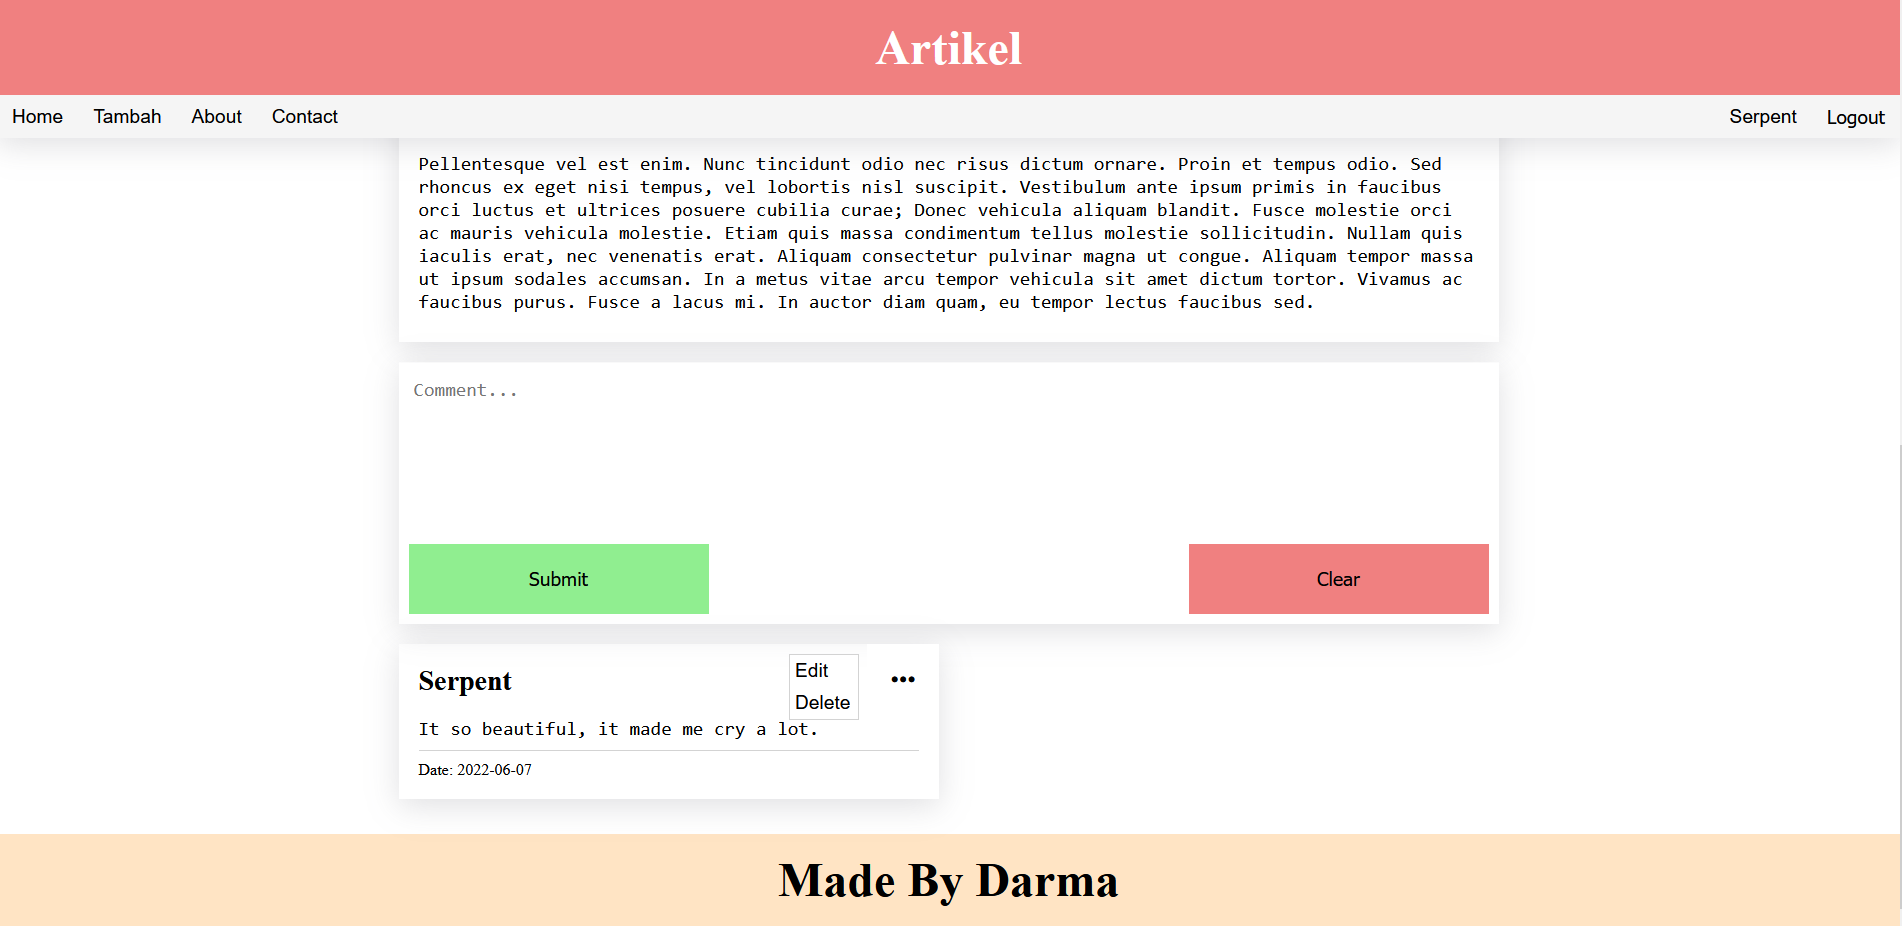 Artikel
Home Tambah About Contact Serpent Logout
Pellentesque vel est enim. Nunc tincidunt odio nec risus dictum ornare. Proin et tempus odio. Sed
rhoncus ex eget nisi tempus, vel lobortis nisl suscipit. Vestibulum ante ipsum primis in faucibus
orci luctus et ultrices posuere cubilia curae; Donec vehicula aliquam blandit. Fusce molestie orci
ac mauris vehicula molestie. Etiam quis massa condimentum tellus molestie sollicitudin. Nullam quis
iaculis erat, nec venenatis erat. Aliquam consectetur pulvinar magna ut congue. Aliquam tempor massa
ut ipsum sodales accumsan. In a metus vitae arcu tempor vehicula sit amet dictum tortor. Vivamus ac
faucibus purus. Fusce a lacus mi. In auctor diam quam, eu tempor lectus faucibus sed.
Comment...
Submit Clear
Serpent
Edit
Delete
It so beautiful, it made me cry a lot.
Date: 2022-06-07
Made By Darma